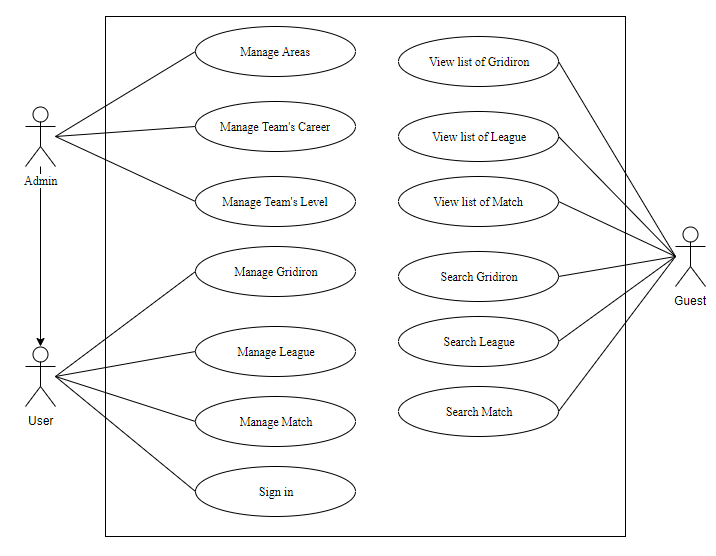 Manage Areas
View list of Gridiron
Manage Team's Career
View list of League
Admin
Manage Team's Level
View list of Match
Manage Gridiron
Search Gridiron
Guest
Manage League
Search League
User
Manage Match
Search Match
Sign in